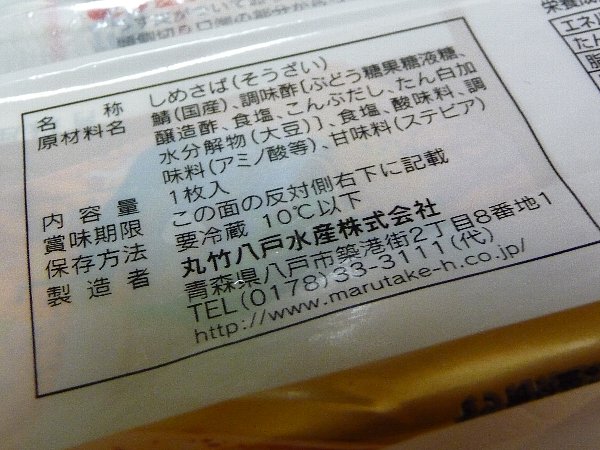 名称 しめさば(そうざい)
原材料名 鯖(国産)、調味酢〔ぶどう糖果糖液糖、
醸造酢、食塩、こんぶだし、たん白加
水分解物(大豆)〕、食塩、酸味料、調
味料(アミノ酸等)、甘味料(ステビア)
内容量 1枚入
賞味期限 この面の反対側右下に記載
保存方法 要冷蔵 10℃以下
製造者 丸竹八戸水産株式会社
青森県八戸市築港街2丁目8番地1
TEL(0178)33-3111(代)
http://www.marutake-h.co.jp/
エネル
たん
脂